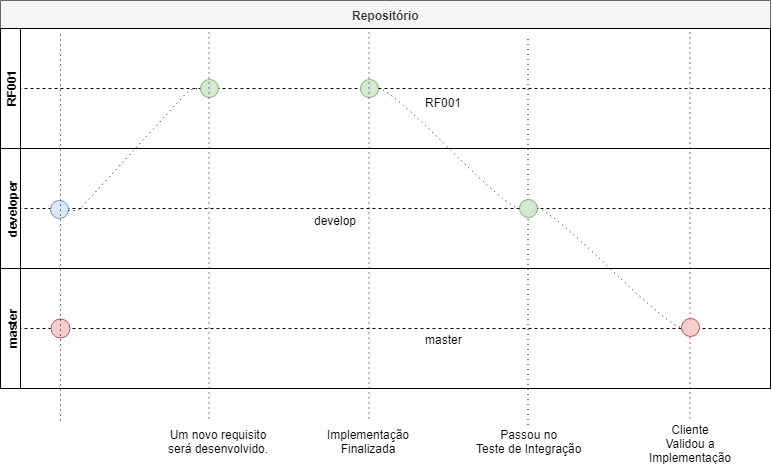 Repositório
RF001
RF001
developer
develop
master
master
Um novo requisito
será desenvolvido.
Implementação
Finalizada
Passou no
Teste de Integração
Cliente
Validou a
Implementação